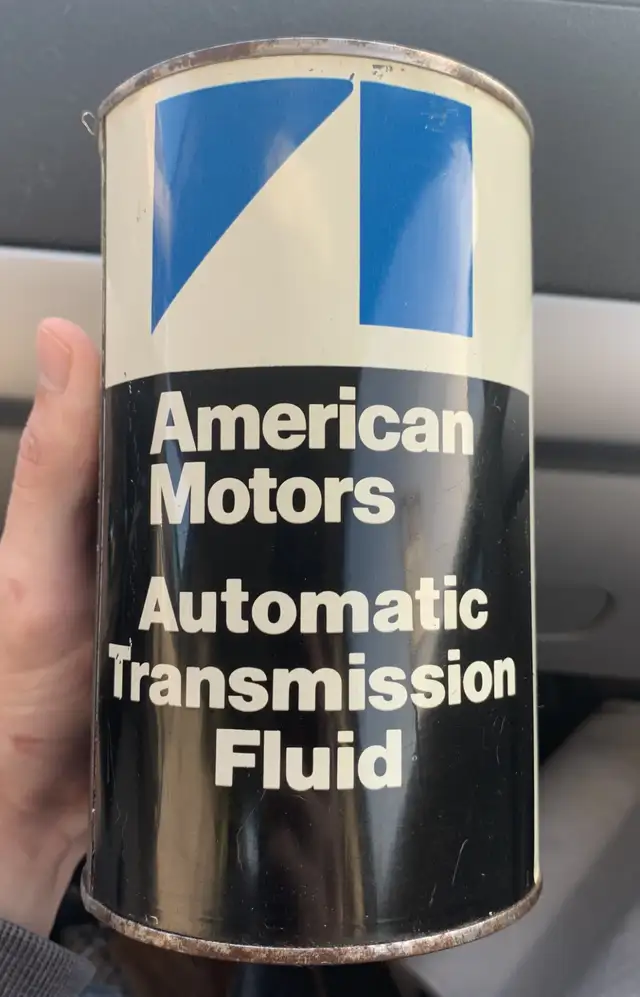 American
Motors
Automatic
Transmission
Fluid